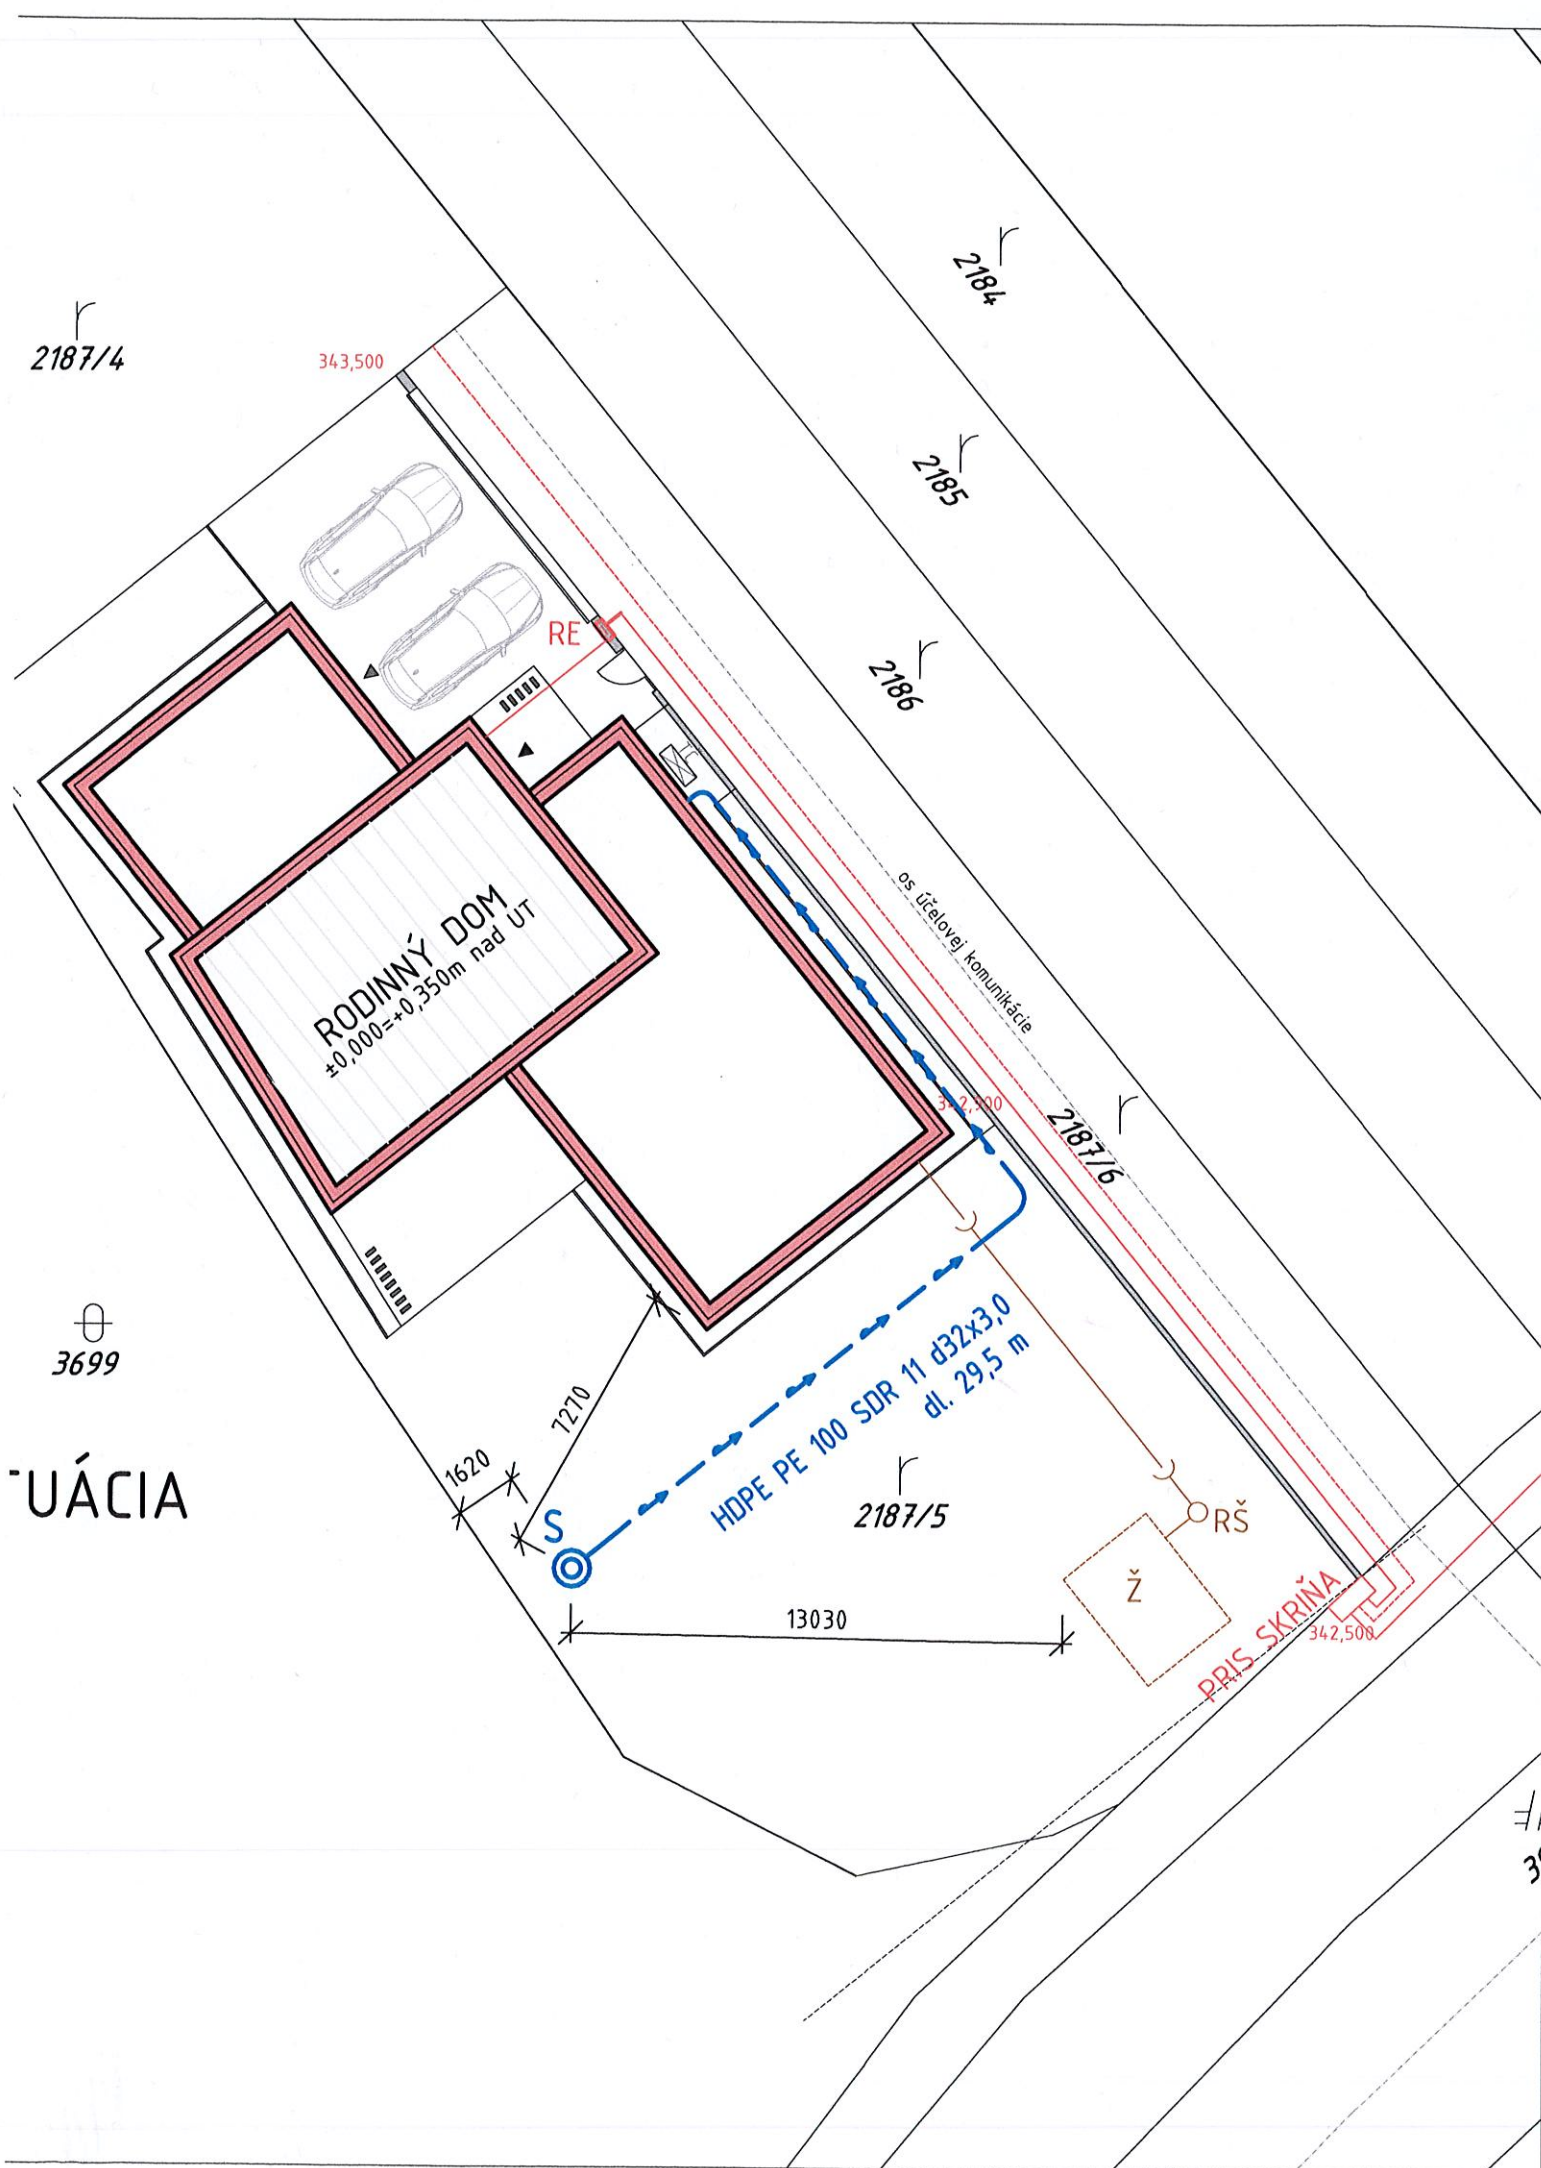 2184
2187/4
343,500
2185
RE
2186
os účelovej komunikácie
RODINNÝ DOM
±0,000=+0,350m nad UT
2187/6
HDPE PE 100 SDR 11 d32x3,0
dl. 29,5 m
3699
7270
1620
UÁCIA
S
2187/5
RŠ
Ž
13030
PRIS SKRIŇA
342,500